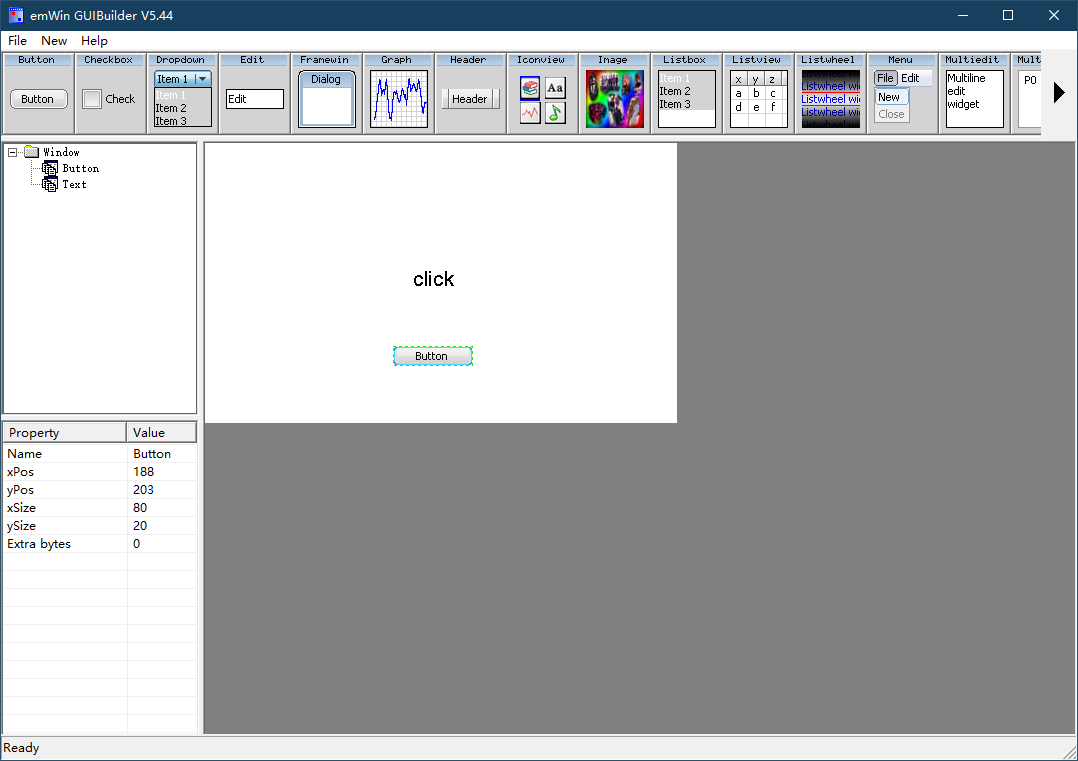 emWin GUIBuilder V5.44
File New Help
Button Checkbox Dropdown Edit Framewin Graph Header Iconview Image Listbox Listview Listwheel Menu Multiedit Mult
Button
Check
Item 1
Item 1
Item 2
Item 3
Edit
Dialog
Header
Aa
Item 1
Item 2
Item 3
x y z
a b c
d e f
Listwheel wi
Listwheel wi
Listwheel wi
File Edit
New
Close
Multiline
edit
widget
P0
Window
Button
Text
click
Button
Property Value
Name Button
xPos 188
yPos 203
xSize 80
ySize 20
Extra bytes 0
Ready